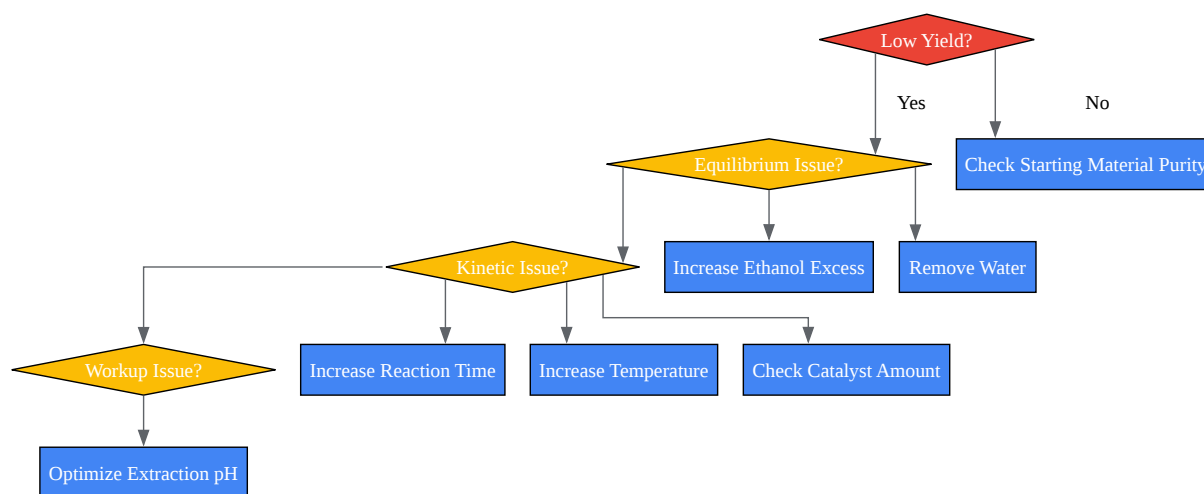 Low Yield?
Yes
No
Equilibrium Issue?
Check Starting Material Purity
Kinetic Issue?
Increase Ethanol Excess
Remove Water
Workup Issue?
Increase Reaction Time
Increase Temperature
Check Catalyst Amount
Optimize Extraction pH